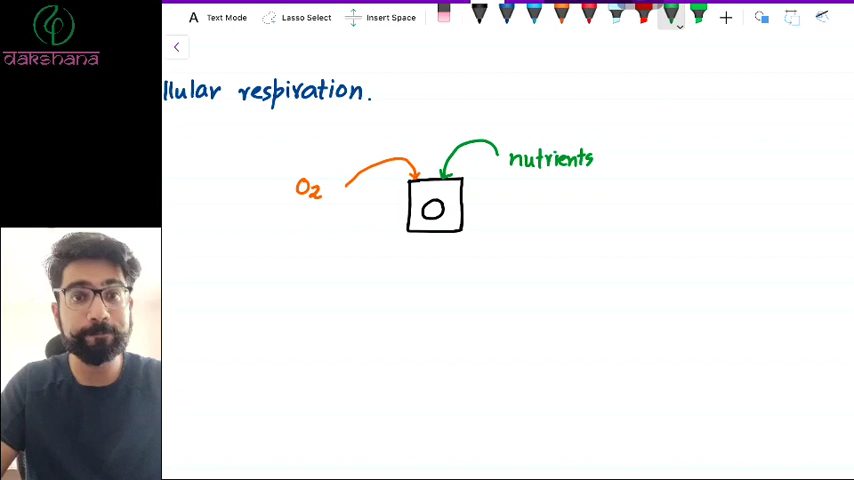 dakshana
Text Mode
Lasso Select
Insert Space
llular respiration.
nutrients
O2